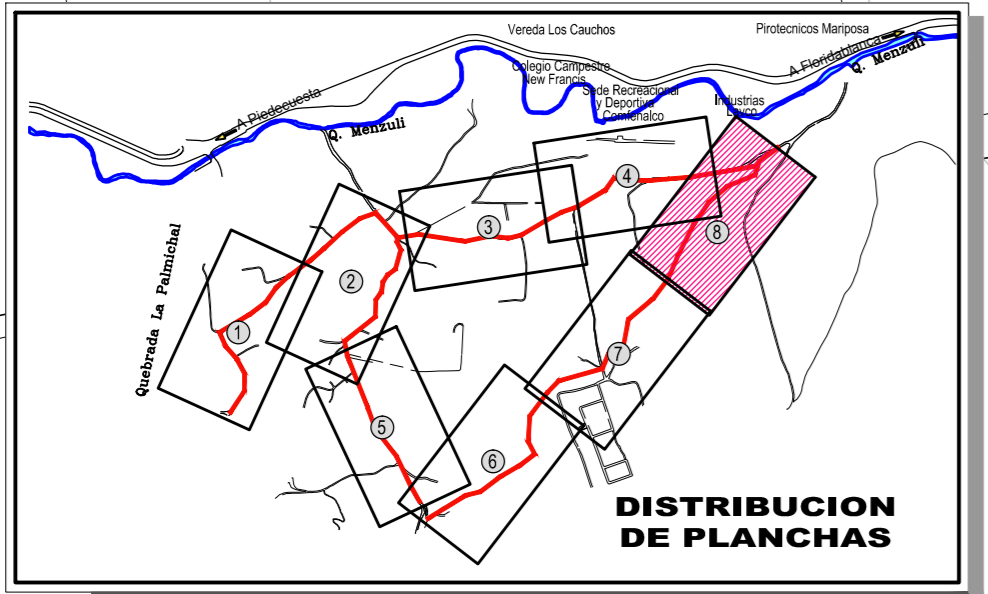 Vereda Los Cauchos
Pirotecnicos Mariposa
A Floridablanca
Q. Menzuli
Colegio Campestre
New Francis
Sede Recreacional
y Deportiva
Comfenalco
Industrias
A Piedecuesta
Q. Menzuli
Quebrada La Palmichal
1
2
3
4
5
6
7
8
DISTRIBUCION
DE PLANCHAS